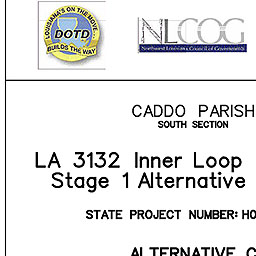 LOUISIANA'S ON THE MOVE.
DOTD
BUILDS THE WAY
NLCOG
Northwest Louisiana Council of Governments
CADDO PARISH
SOUTH SECTION
LA 3132 Inner Loop
Stage 1 Alternative
STATE PROJECT NUMBER: HO
ALTERNATIVE C